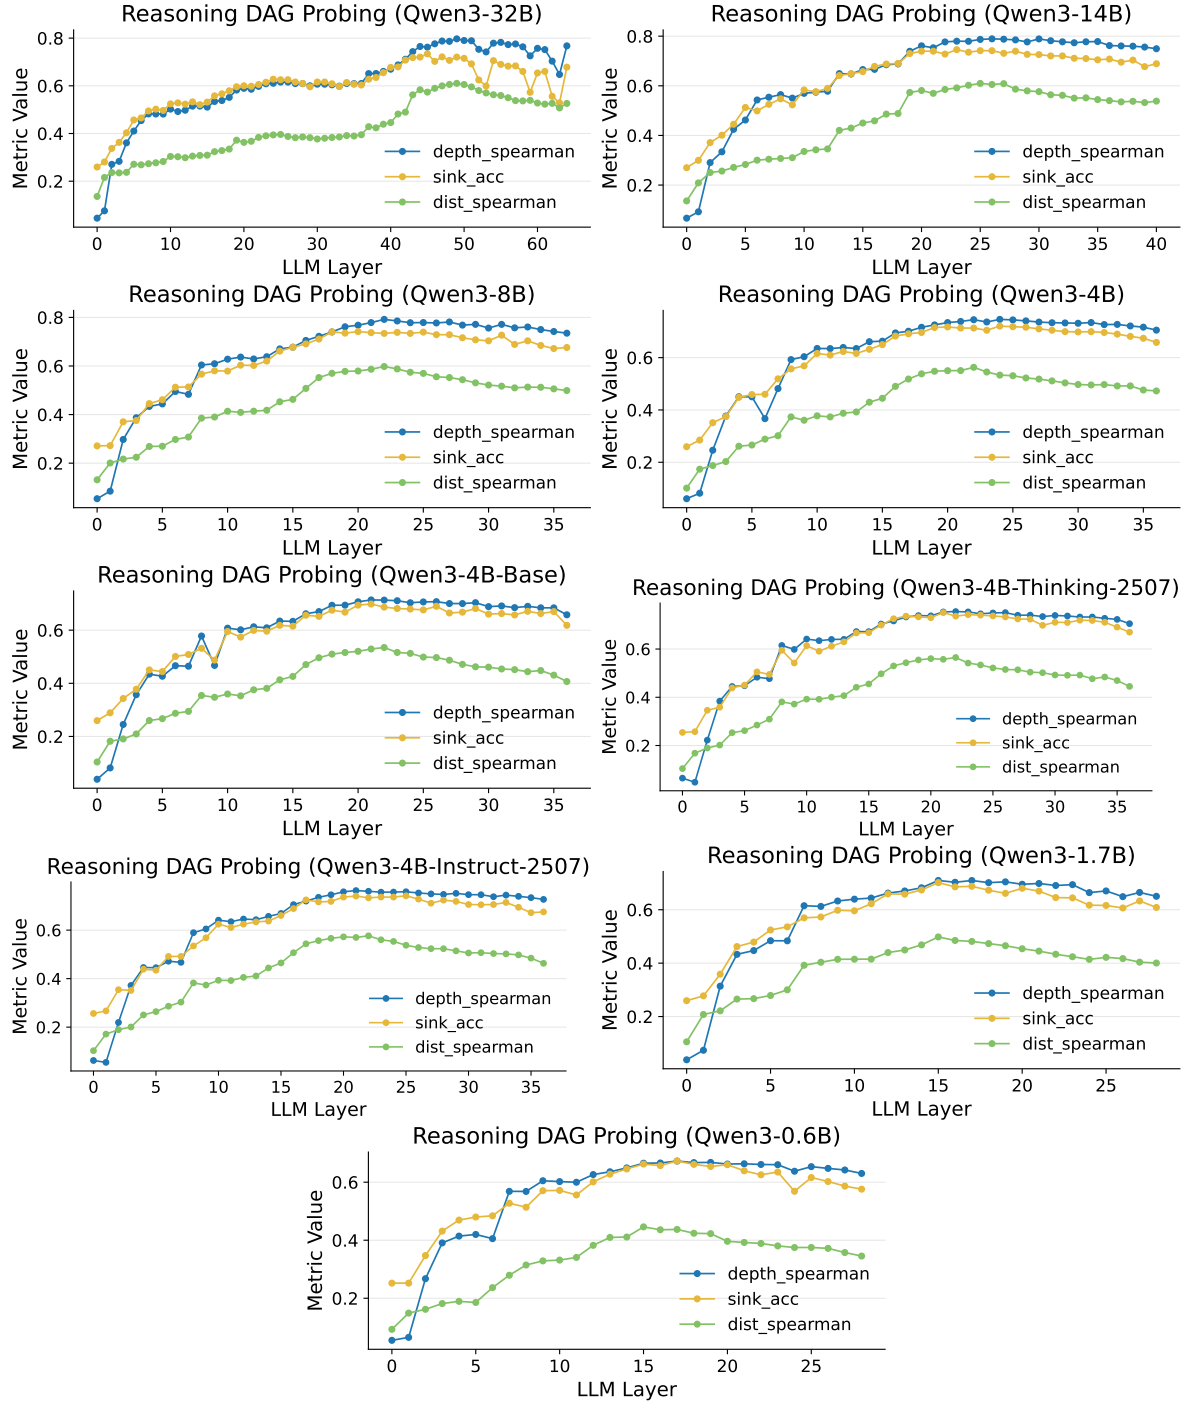 Reasoning DAG Probing (Qwen3-32B)
Metric Value
0.8
0.6
0.4
0.2
depth_spearman
sink_acc
dist_spearman
0 10 20 30 40 50 60
LLM Layer
Reasoning DAG Probing (Qwen3-14B)
Metric Value
0.8
0.6
0.4
0.2
depth_spearman
sink_acc
dist_spearman
0 5 10 15 20 25 30 35 40
LLM Layer
Reasoning DAG Probing (Qwen3-8B)
Metric Value
0.8
0.6
0.4
0.2
depth_spearman
sink_acc
dist_spearman
0 5 10 15 20 25 30 35
LLM Layer
Reasoning DAG Probing (Qwen3-4B)
Metric Value
0.6
0.4
0.2
depth_spearman
sink_acc
dist_spearman
0 5 10 15 20 25 30 35
LLM Layer
Reasoning DAG Probing (Qwen3-4B-Base)
Metric Value
0.6
0.4
0.2
depth_spearman
sink_acc
dist_spearman
0 5 10 15 20 25 30 35
LLM Layer
Reasoning DAG Probing (Qwen3-4B-Thinking-2507)
Metric Value
0.6
0.4
0.2
depth_spearman
sink_acc
dist_spearman
0 5 10 15 20 25 30 35
LLM Layer
Reasoning DAG Probing (Qwen3-4B-Instruct-2507)
Metric Value
0.6
0.4
0.2
depth_spearman
sink_acc
dist_spearman
0 5 10 15 20 25 30 35
LLM Layer
Reasoning DAG Probing (Qwen3-1.7B)
Metric Value
0.6
0.4
0.2
depth_spearman
sink_acc
dist_spearman
0 5 10 15 20 25
LLM Layer
Reasoning DAG Probing (Qwen3-0.6B)
Metric Value
0.6
0.4
0.2
depth_spearman
sink_acc
dist_spearman
0 5 10 15 20 25
LLM Layer